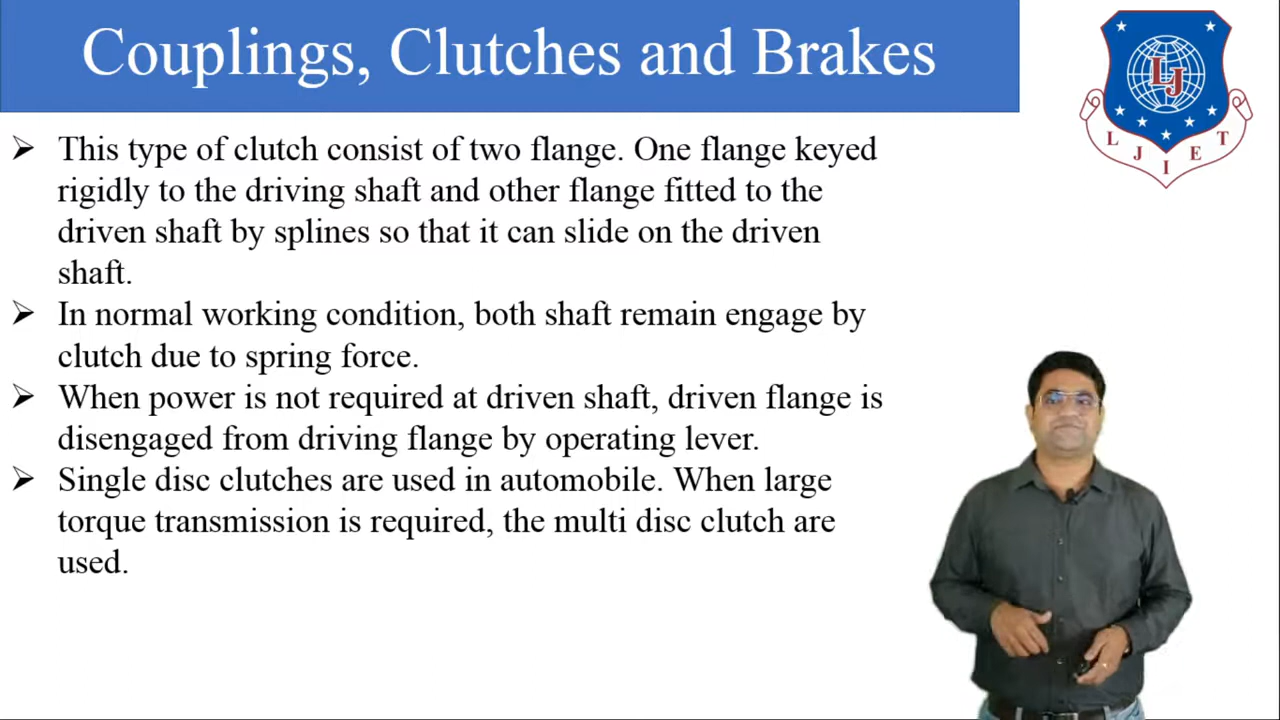 Couplings, Clutches and Brakes
➢ This type of clutch consist of two flange. One flange keyed
rigidly to the driving shaft and other flange fitted to the
driven shaft by splines so that it can slide on the driven
shaft.
➢ In normal working condition, both shaft remain engage by
clutch due to spring force.
➢ When power is not required at driven shaft, driven flange is
disengaged from driving flange by operating lever.
➢ Single disc clutches are used in automobile. When large
torque transmission is required, the multi disc clutch are
used.
LJ
L J I E T